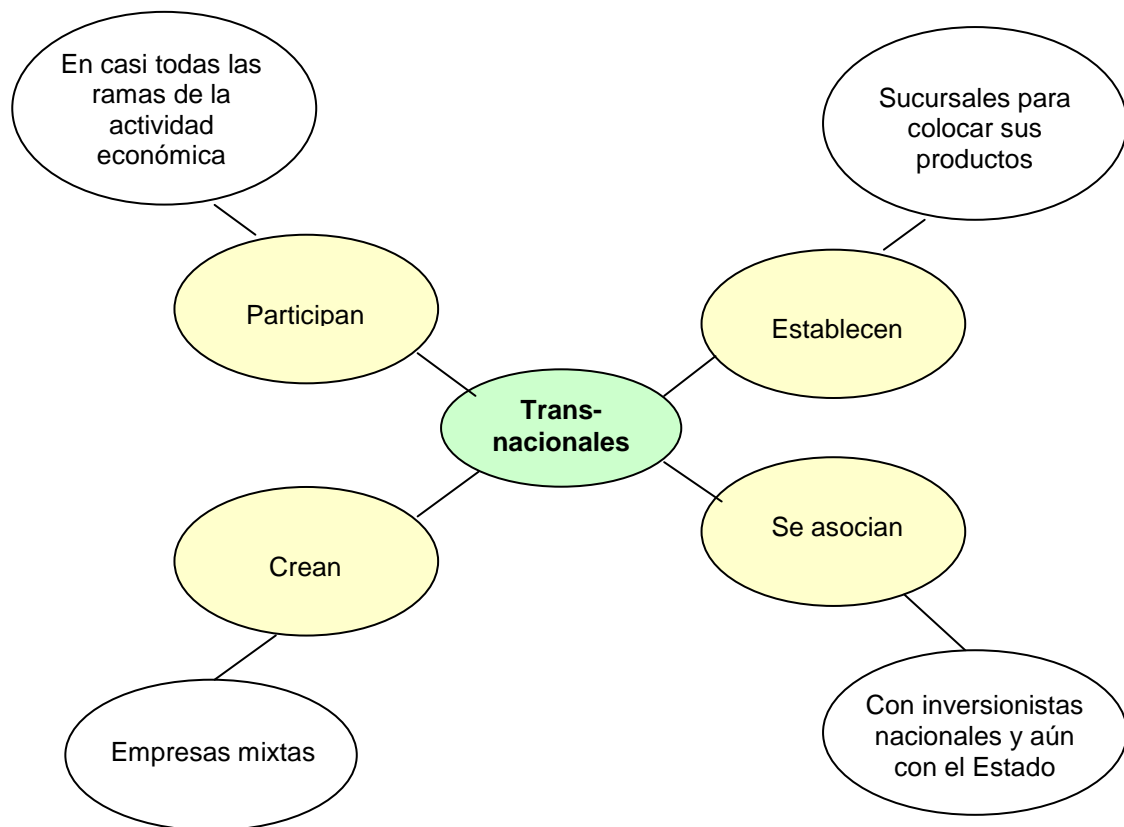 En casi todas las
ramas de la
actividad
económica
Sucursales para
colocar sus
productos
Participan
Establecen
Trans-
nacionales
Crean
Se asocian
Empresas mixtas
Con inversionistas
nacionales y aún
con el Estado